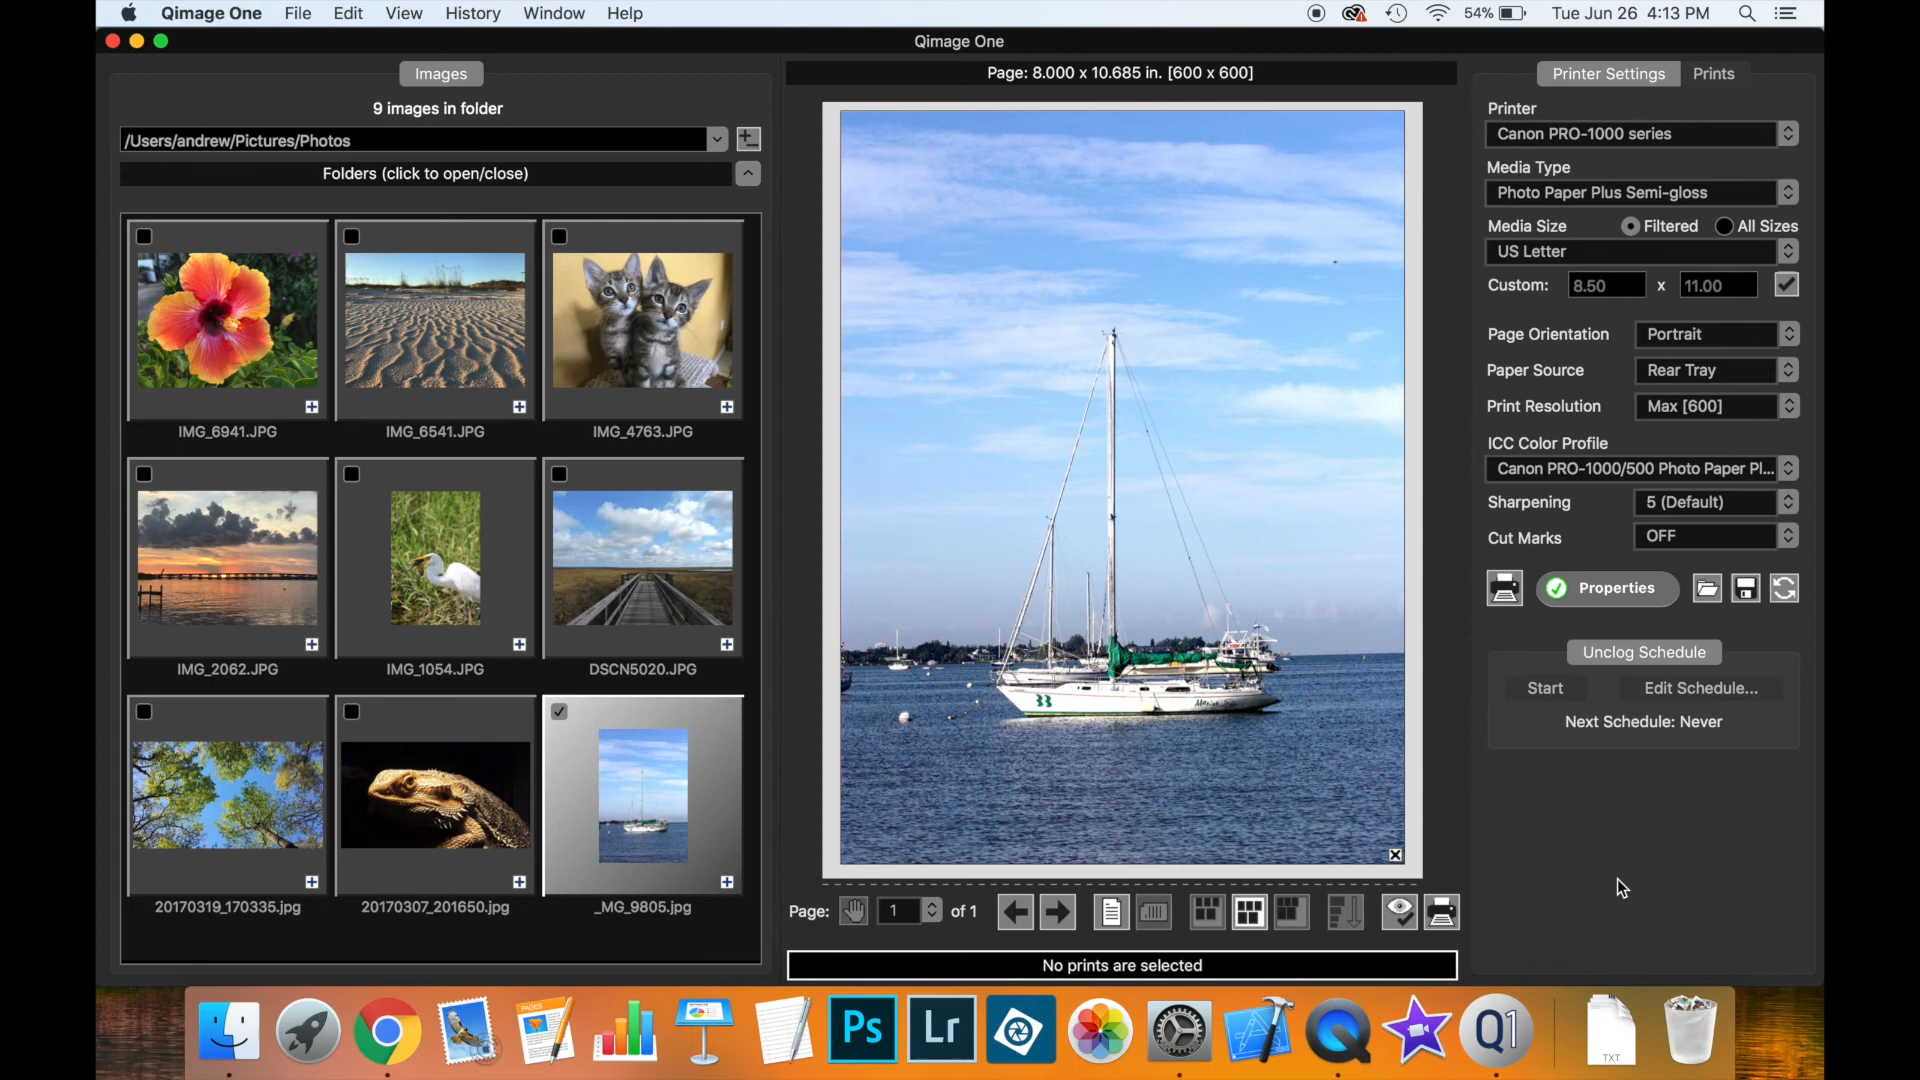 Qimage One File Edit View History Window Help
54% Tue Jun 26 4:13 PM
Qimage One
Images
9 images in folder
/Users/andrew/Pictures/Photos
Folders (click to open/close)
IMG_6941.JPG
IMG_6541.JPG
IMG_4763.JPG
IMG_2062.JPG
IMG_1054.JPG
DSCN5020.JPG
20170319_170335.jpg
20170307_201650.jpg
_MG_9805.jpg
Page: 8.000 x 10.685 in. [600 x 600]
33
Page: 1 of 1
No prints are selected
Printer Settings Prints
Printer
Canon PRO-1000 series
Media Type
Photo Paper Plus Semi-gloss
Media Size Filtered All Sizes
US Letter
Custom: 8.50 x 11.00
Page Orientation Portrait
Paper Source Rear Tray
Print Resolution Max [600]
ICC Color Profile
Canon PRO-1000/500 Photo Paper Pl...
Sharpening 5 (Default)
Cut Marks OFF
Properties
Unclog Schedule
Start Edit Schedule...
Next Schedule: Never
PAGES
Ps
Lr
Q1
TXT